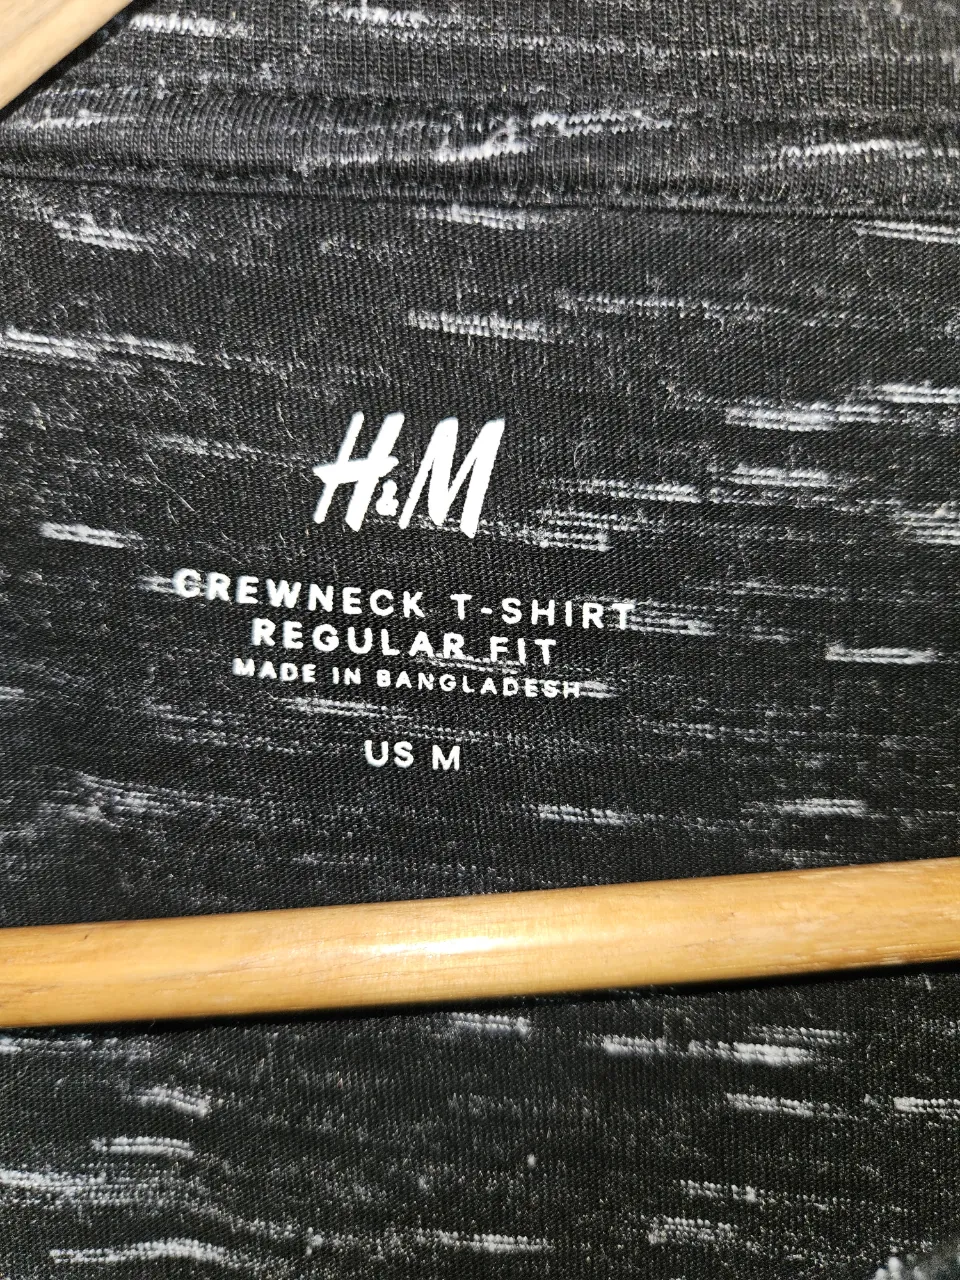 H&M
CREWNECK T-SHIRT
REGULAR FIT
MADE IN BANGLADESH
US M